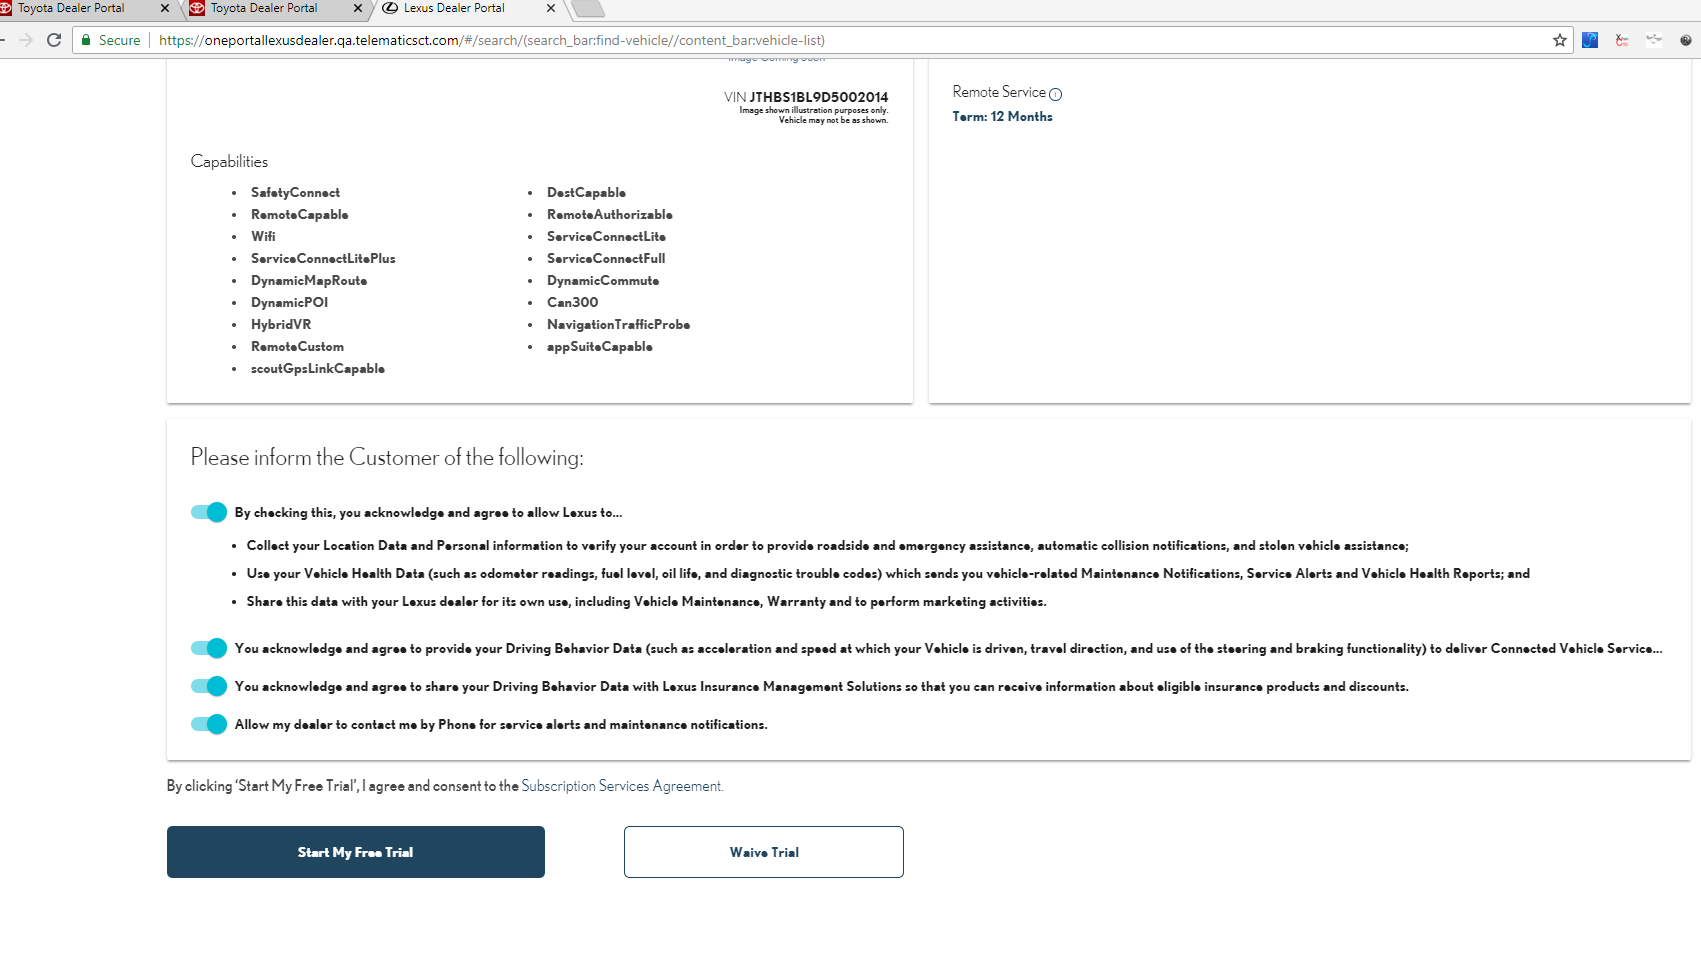 Toyota Dealer Portal
Toyota Dealer Portal
Lexus Dealer Portal
Secure
https://oneportallexusdealer.qa.telematicsct.com/#/search/(search_bar:find-vehicle//content_bar:vehicle-list)
Image Coming Soon
VIN JTHBS1BL9D5002014
Image shown illustration purposes only.
Vehicle may not be as shown.
Remote Service
Term: 12 Months
Capabilities
SafetyConnect
DestCapable
RemoteCapable
RemoteAuthorizable
Wifi
ServiceConnectLite
ServiceConnectLitePlus
ServiceConnectFull
DynamicMapRoute
DynamicCommute
DynamicPOI
Can300
HybridVR
NavigationTrafficProbe
RemoteCustom
appSuiteCapable
scoutGpsLinkCapable
Please inform the Customer of the following:
By checking this, you acknowledge and agree to allow Lexus to...
Collect your Location Data and Personal information to verify your account in order to provide roadside and emergency assistance, automatic collision notifications, and stolen vehicle assistance;
Use your Vehicle Health Data (such as odometer readings, fuel level, oil life, and diagnostic trouble codes) which sends you vehicle-related Maintenance Notifications, Service Alerts and Vehicle Health Reports; and
Share this data with your Lexus dealer for its own use, including Vehicle Maintenance, Warranty and to perform marketing activities.
You acknowledge and agree to provide your Driving Behavior Data (such as acceleration and speed at which your Vehicle is driven, travel direction, and use of the steering and braking functionality) to deliver Connected Vehicle Service...
You acknowledge and agree to share your Driving Behavior Data with Lexus Insurance Management Solutions so that you can receive information about eligible insurance products and discounts.
Allow my dealer to contact me by Phone for service alerts and maintenance notifications.
By clicking 'Start My Free Trial', I agree and consent to the Subscription Services Agreement.
Start My Free Trial
Waive Trial